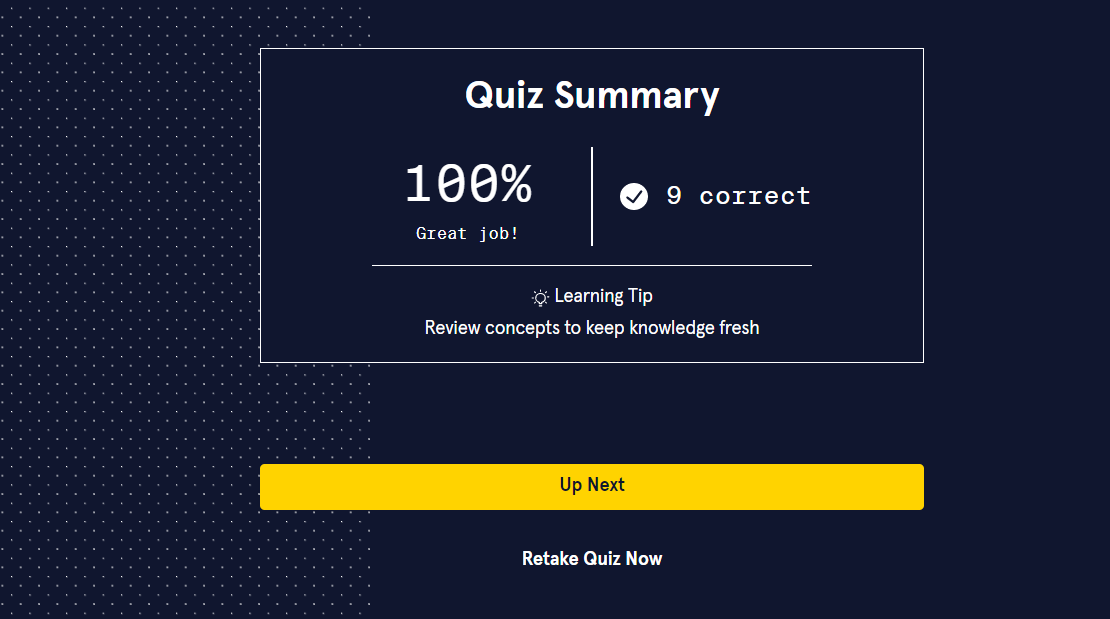 Quiz Summary
100%
Great job!
9 correct
Learning Tip
Review concepts to keep knowledge fresh
Up Next
Retake Quiz Now